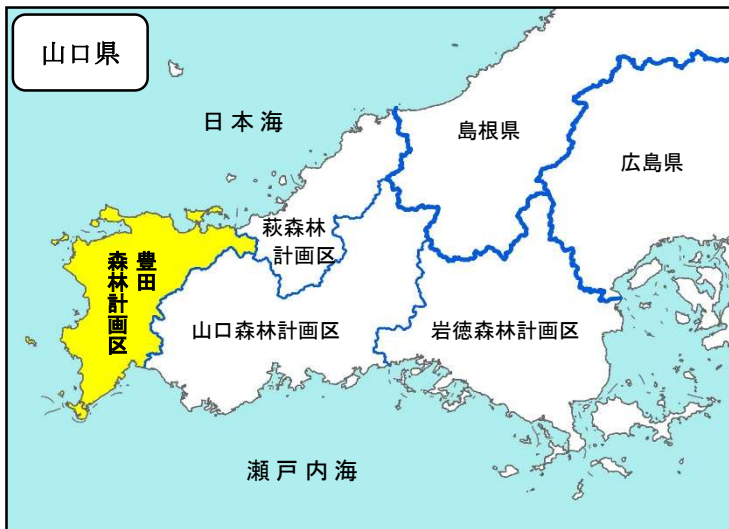 山口県
日本海
島根県
広島県
萩森林
計画区
豊田
森林計画区
山口森林計画区
岩徳森林計画区
瀬戸内海